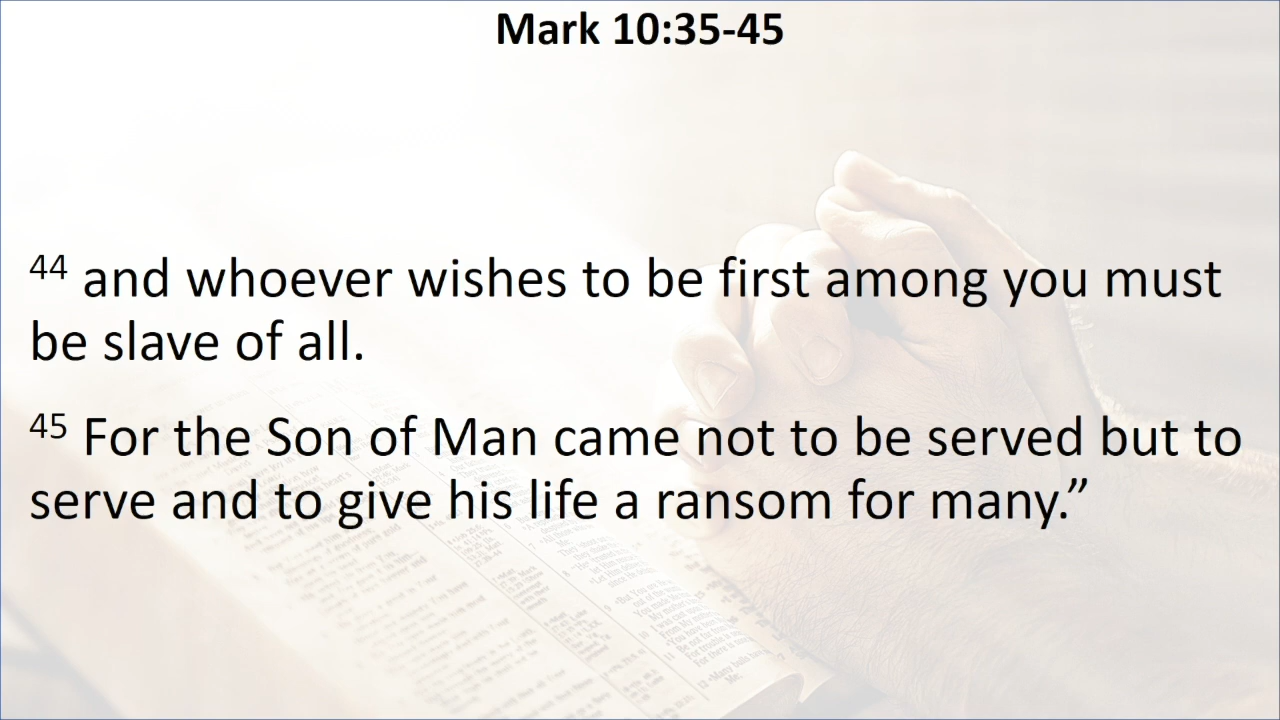 Mark 10:35-45
44 and whoever wishes to be first among you must
be slave of all.
45 For the Son of Man came not to be served but to
serve and to give his life a ransom for many.”